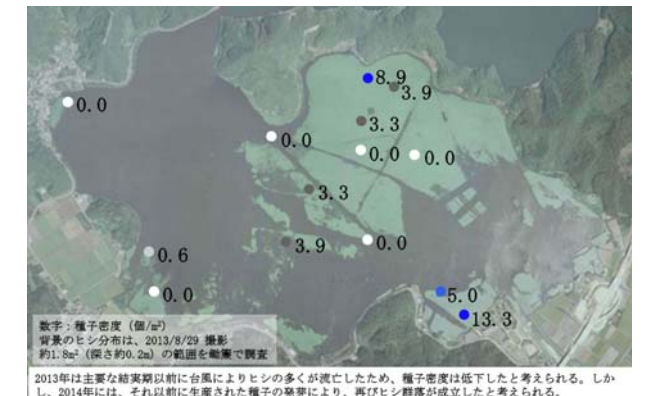 8.9
3.9
0.0
3.3
0.0
0.0
0.0
3.3
3.9
0.0
0.6
0.0
5.0
13.3
数字：種子密度（個/m²）
背景のヒシ分布は、2013/8/29 撮影
約1.8m²（深さ約0.2m）の範囲を鋤簾で調査
2013年は主要な結実期以前に台風によりヒシの多くが流亡したため、種子密度は低下したと考えられる。しか
し、2014年には、それ以前に生産された種子の発芽により、再びヒシ群落が成立したと考えられる。